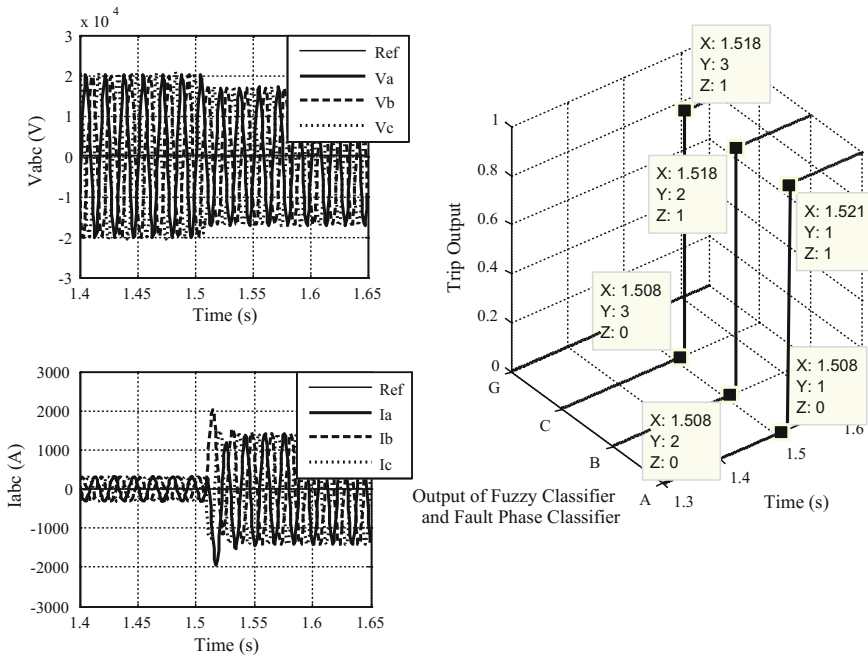 x 10 4
3
2
1
0
-1
-2
-3
Vabc (V)
Ref
Va
Vb
Vc
1.4
1.45
1.5
1.55
1.6
1.65
Time (s)
3000
2000
1000
0
-1000
-2000
-3000
Iabc (A)
Ref
Ia
Ib
Ic
1.4
1.45
1.5
1.55
1.6
1.65
Time (s)
1
0.8
0.6
0.4
0.2
0
Trip Output
X: 1.518
Y: 3
Z: 1
X: 1.518
Y: 2
Z: 1
X: 1.521
Y: 1
Z: 1
X: 1.508
Y: 3
Z: 0
X: 1.508
Y: 2
Z: 0
X: 1.508
Y: 1
Z: 0
G
C
B
A
1.3
1.4
1.5
1.6
Time (s)
Output of Fuzzy Classifier
and Fault Phase Classifier